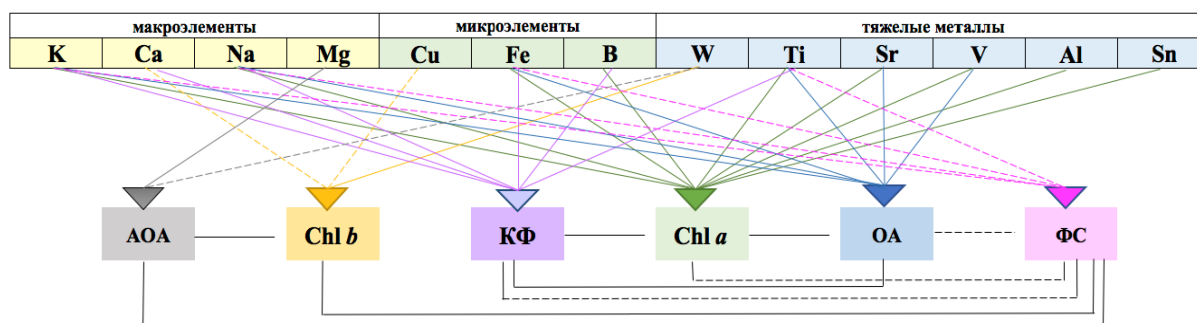 макроэлементы микроэлементы тяжелые металлы
K Ca Na Mg Cu Fe B W Ti Sr V Al Sn
АОА Chl b КФ Chl a ОА ФС